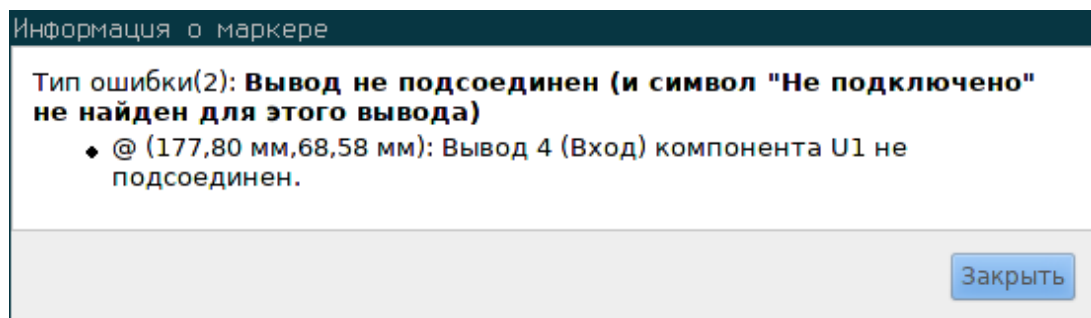 Информация о маркере
Тип ошибки(2): Вывод не подсоединен (и символ "Не подключено"
не найден для этого вывода)
◆ @ (177,80 мм,68,58 мм): Вывод 4 (Вход) компонента U1 не
подсоединен.
Закрыть